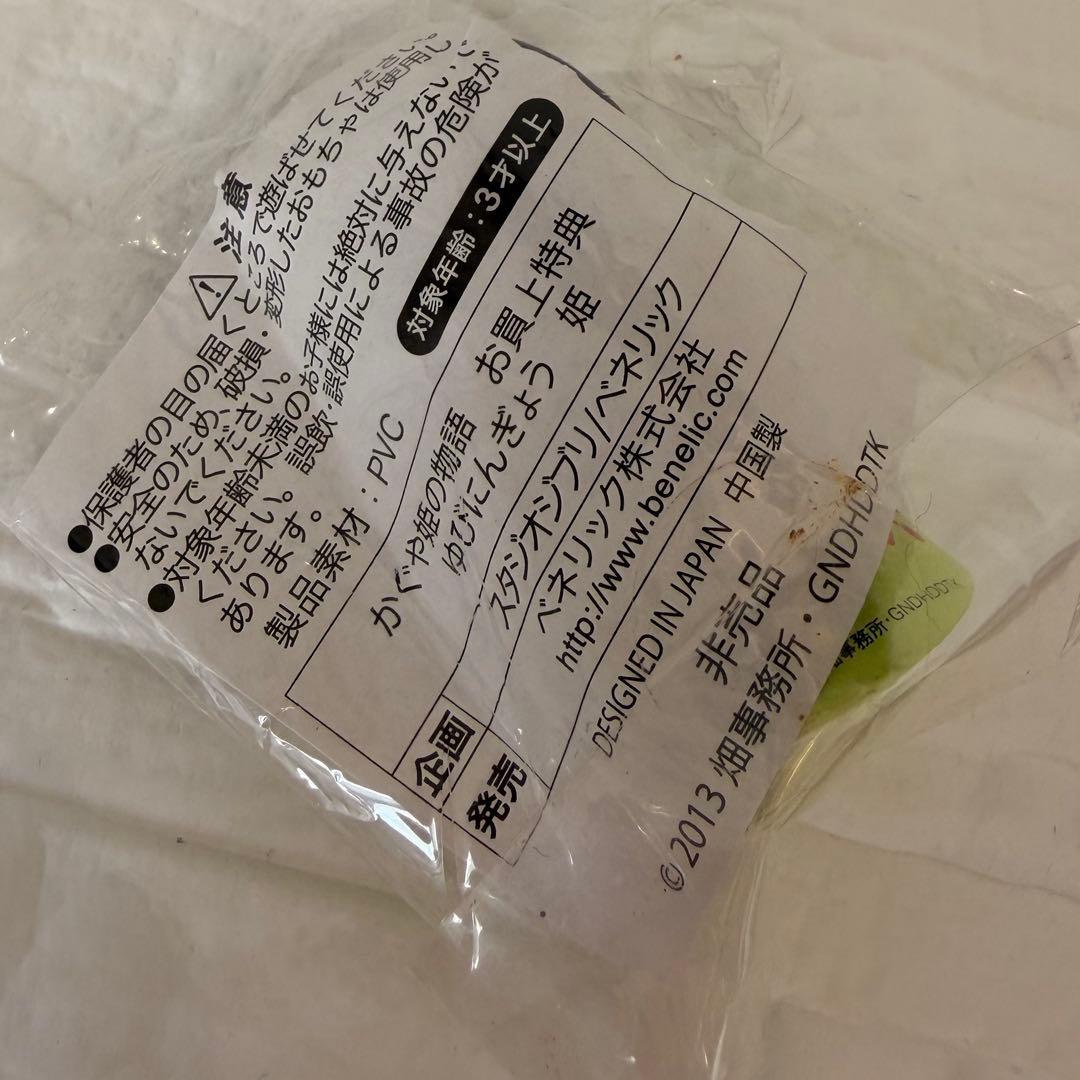 注意
●保護者の目の届くところで遊ばせてください。
●安全のため、破損・変形したおもちゃは使用し
ないでください。
●対象年齢未満のお子様には絶対に与えないで
ください。誤飲・誤使用による事故の危険が
あります。
製品素材：PVC
対象年齢：3才以上
かぐや姫の物語 お買上特典
ゆびにんぎょう 姫
企画 スタジオジブリ/ベネリック
発売 ベネリック株式会社
http://www.benelic.com
DESIGNED IN JAPAN 中国製
非売品
© 2013 畑事務所・GNDHDDTK
事務所・GNDHDDTK